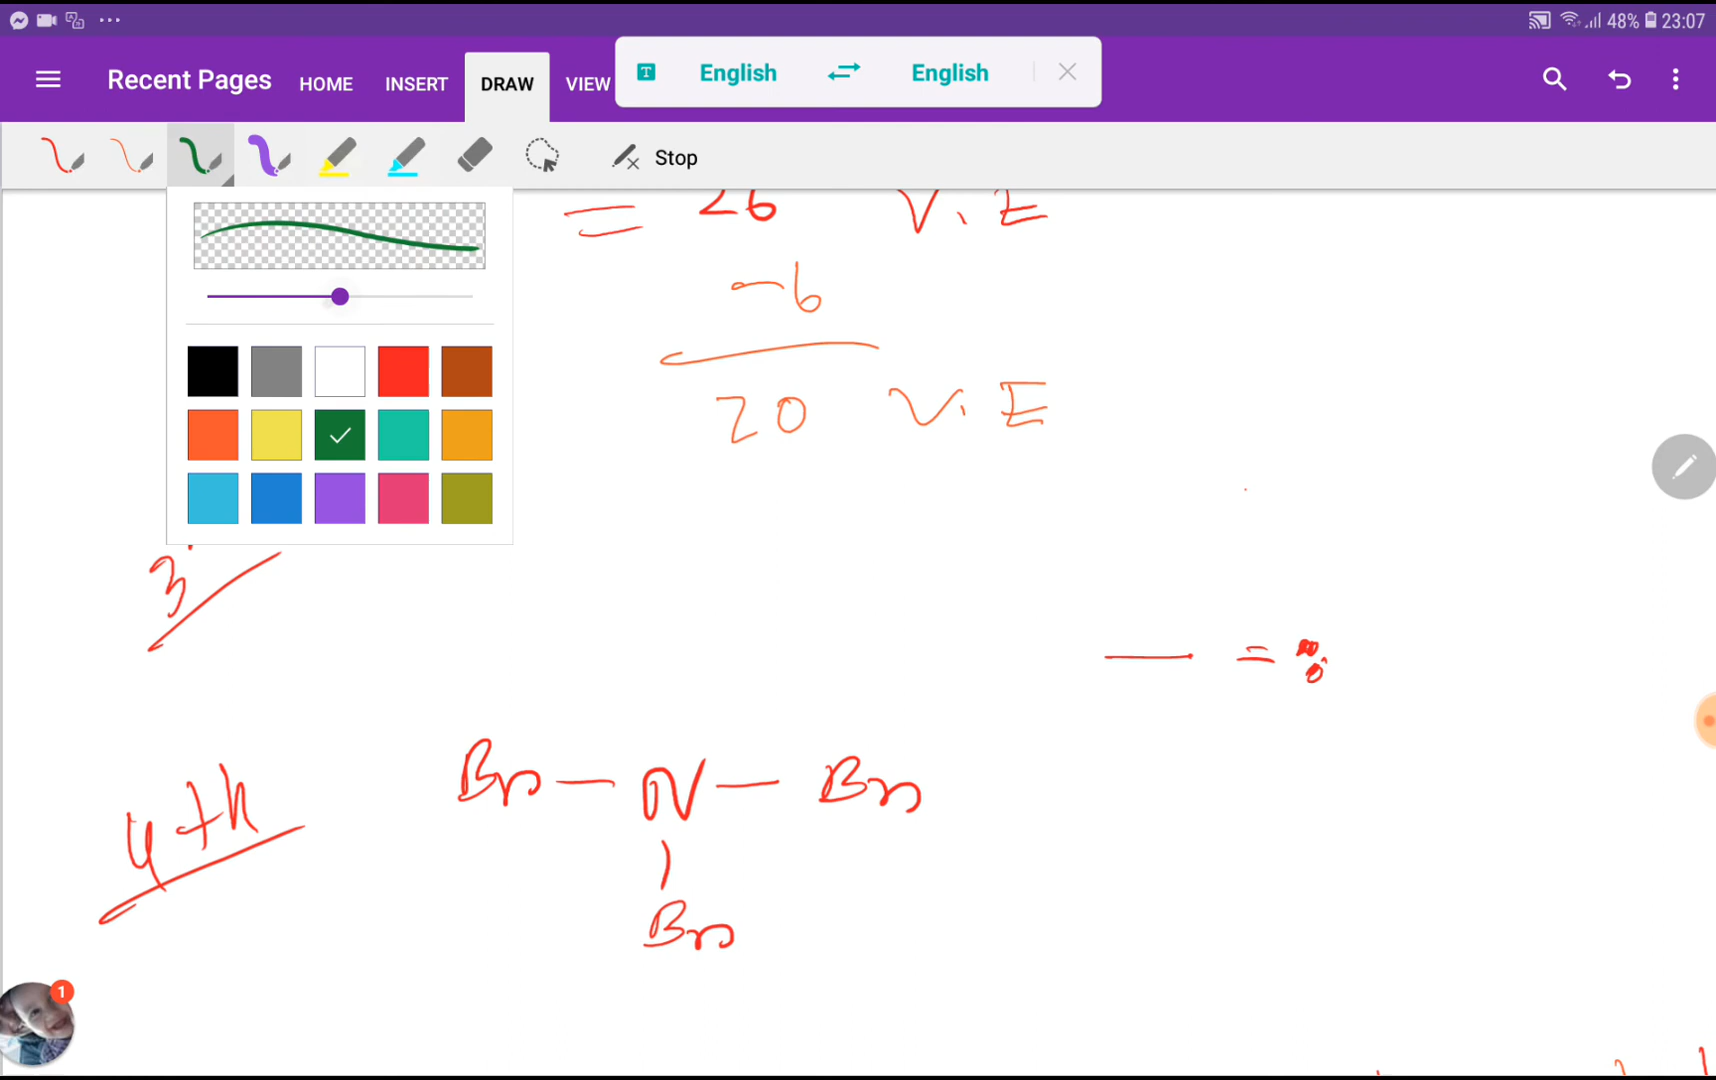 48% 23:07
Recent Pages HOME INSERT DRAW VIEW
English English
Stop
= 26 V.E
-6
20 V.E
3
— =
Br — N — Br
|
Br
4th
1